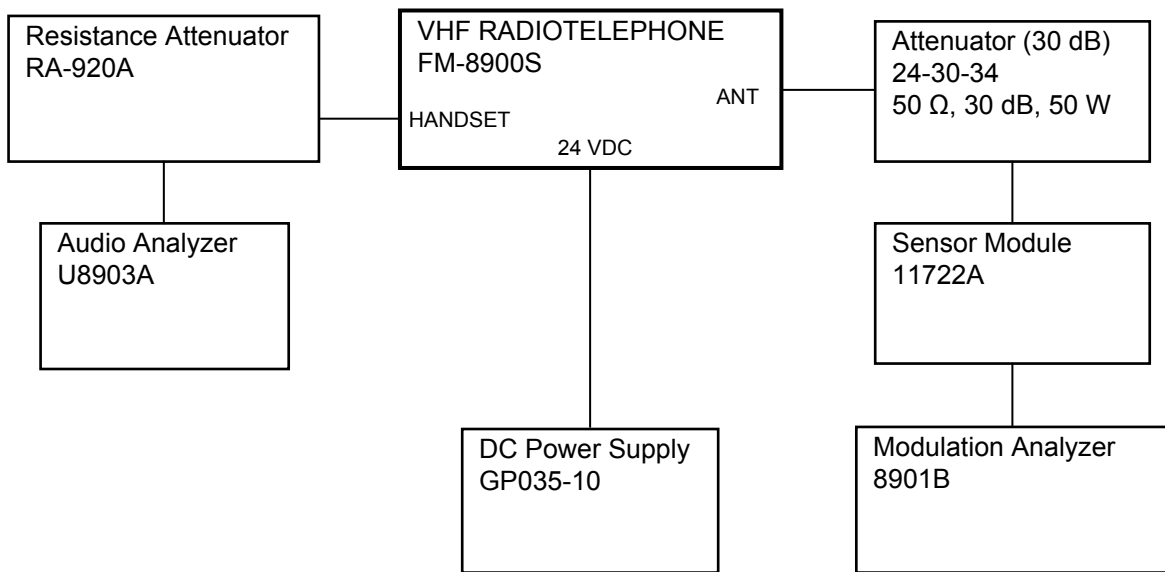 Resistance Attenuator
RA-920A
VHF RADIOTELEPHONE
FM-8900S
HANDSET
ANT
24 VDC
Attenuator (30 dB)
24-30-34
50 Ω, 30 dB, 50 W
Audio Analyzer
U8903A
Sensor Module
11722A
DC Power Supply
GP035-10
Modulation Analyzer
8901B